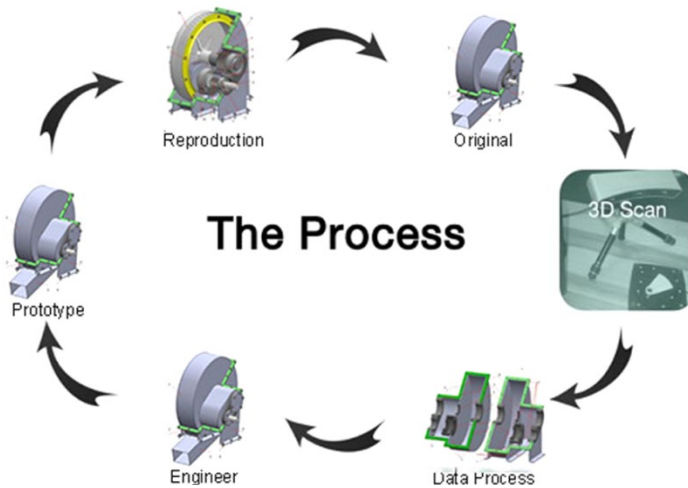 Reproduction
Original
3D Scan
The Process
Prototype
Engineer
Data Process